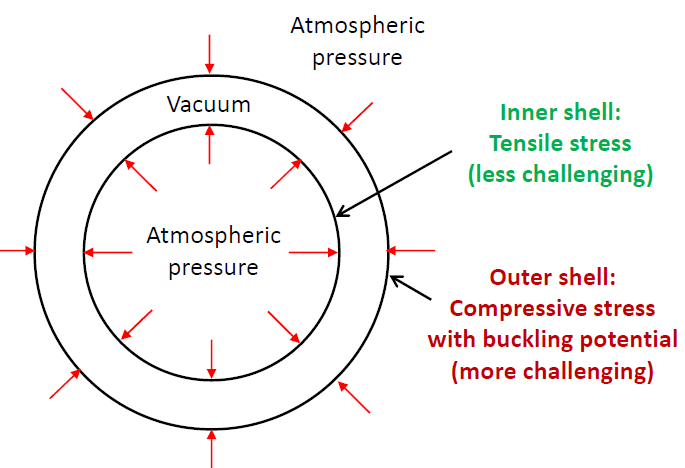 Atmospheric
pressure
Vacuum
Inner shell:
Tensile stress
(less challenging)
Atmospheric
pressure
Outer shell:
Compressive stress
with buckling potential
(more challenging)